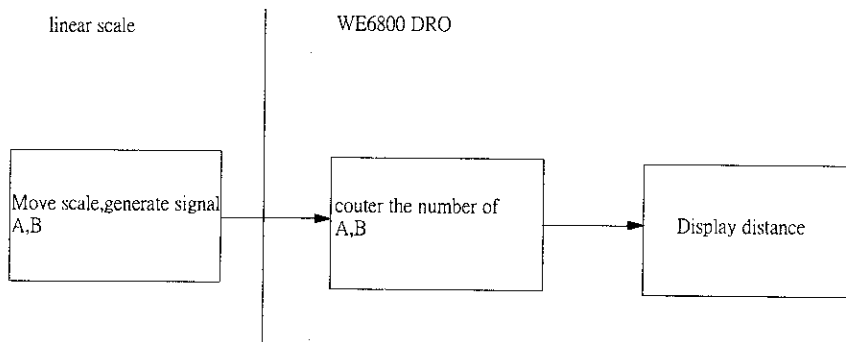 linear scale
WE6800 DRO
Move scale,generate signal
A,B
couter the number of
A,B
Display distance